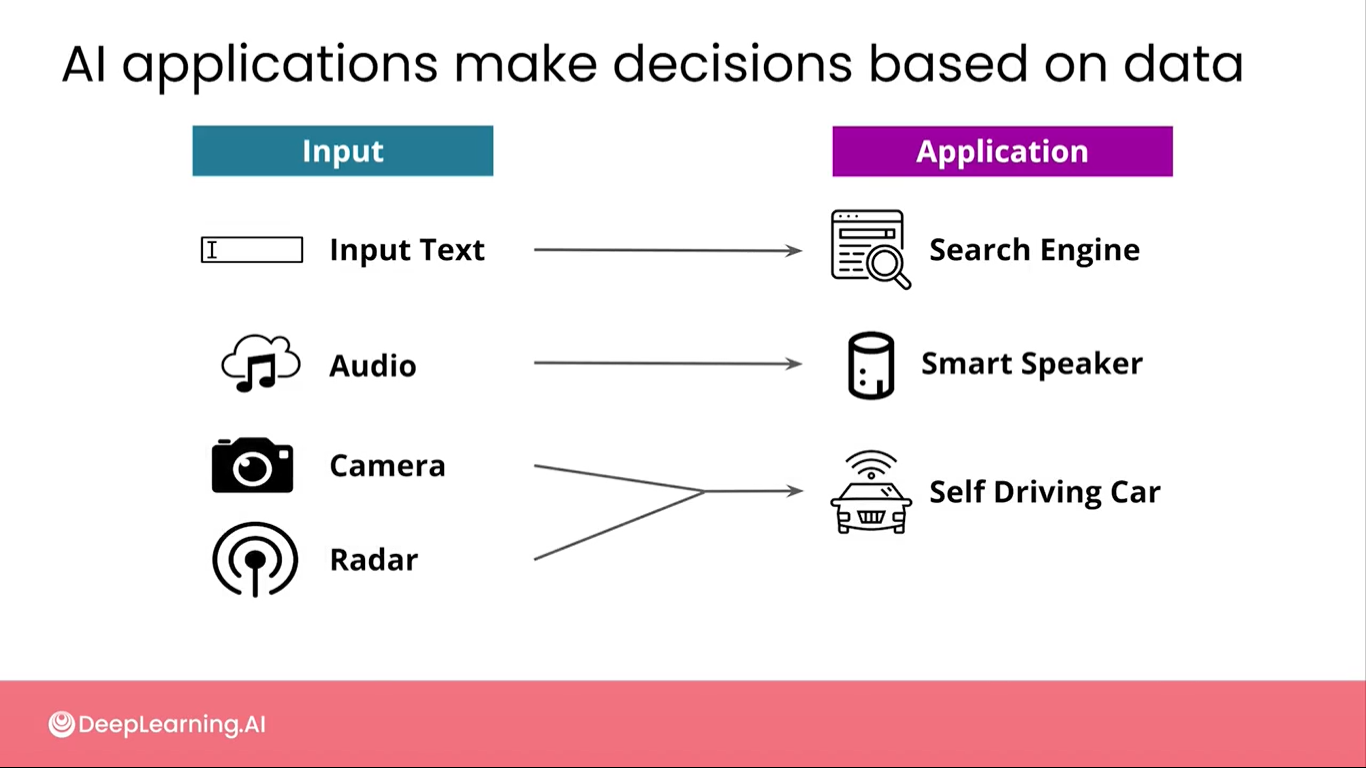 AI applications make decisions based on data
Input
Application
Input Text
Search Engine
Audio
Smart Speaker
Camera
Self Driving Car
Radar
DeepLearning.AI